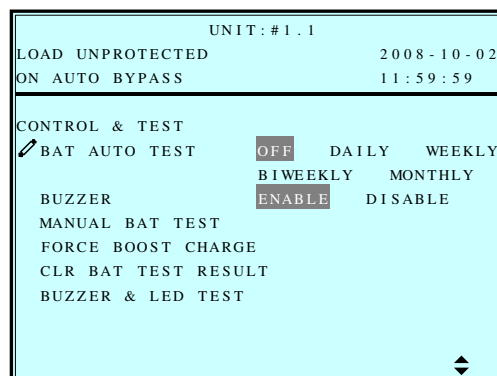 UNIT:#1.1
LOAD UNPROTECTED 2008-10-02
ON AUTO BYPASS 11:59:59
CONTROL & TEST
BAT AUTO TEST OFF DAILY WEEKLY
BIWEEKLY MONTHLY
BUZZER ENABLE DISABLE
MANUAL BAT TEST
FORCE BOOST CHARGE
CLR BAT TEST RESULT
BUZZER & LED TEST